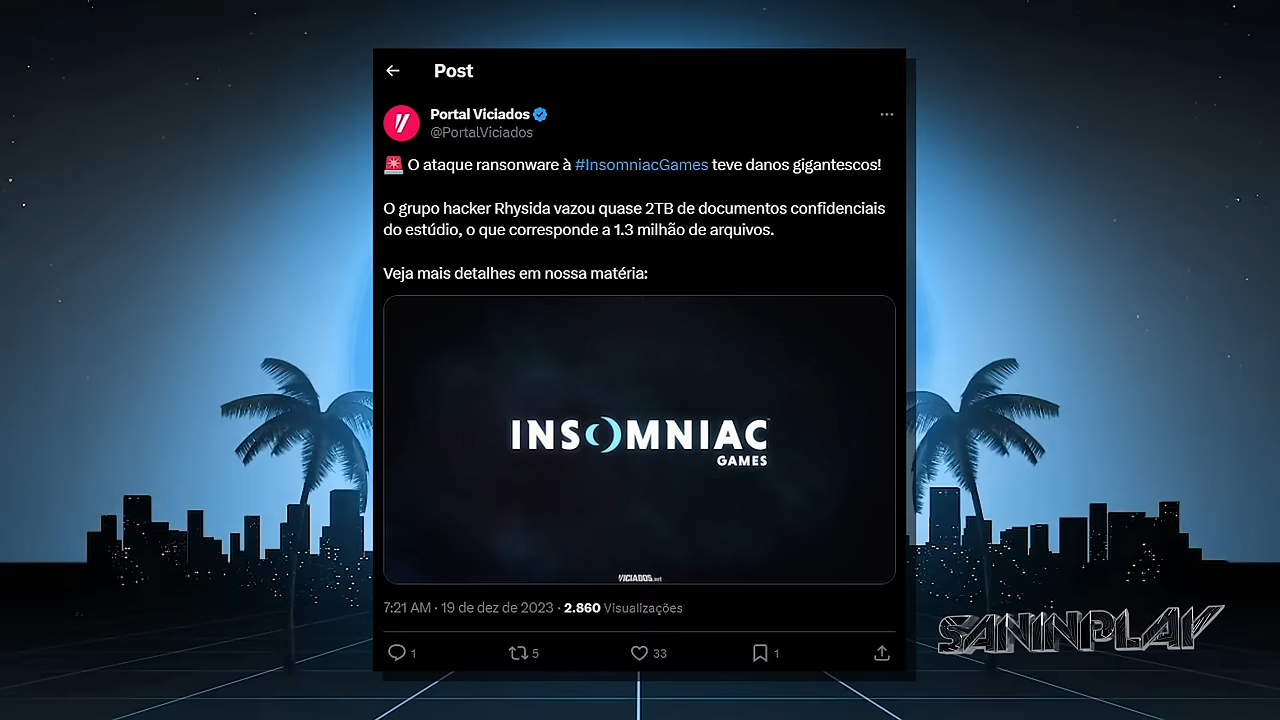 Post
Portal Viciados
@PortalViciados
O ataque ransonware à #InsomniacGames teve danos gigantescos!
O grupo hacker Rhysida vazou quase 2TB de documentos confidenciais
do estúdio, o que corresponde a 1.3 milhão de arquivos.
Veja mais detalhes em nossa matéria:
INSOMNIAC
GAMES
VICIADOS.net
7:21 AM · 19 de dez de 2023 · 2.860 Visualizações
1 5 33 1
SANINPLAY